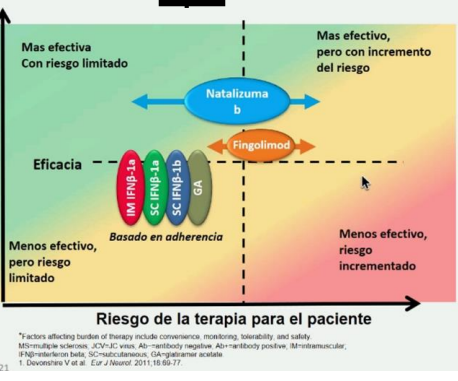 Mas efectiva
Con riesgo limitado
Mas efectivo,
pero con incremento
del riesgo
Natalizuma
b
Fingolimod
Eficacia
IM IFNβ-1a
SC IFNβ-1a
SC IFNβ-1b
GA
Basado en adherencia
Menos efectivo,
pero riesgo
limitado
Menos efectivo,
riesgo
incrementado
Riesgo de la terapia para el paciente
*Factors affecting burden of therapy include convenience, monitoring, tolerability, and safety.
MS=multiple sclerosis; JCV=JC virus; Ab-=antibody negative; Ab+=antibody positive; IM=intramuscular;
IFNβ=interferon beta; SC=subcutaneous; GA=glatiramer acetate.
1. Devonshire V et al. Eur J Neurol. 2011;18:69-77.
21